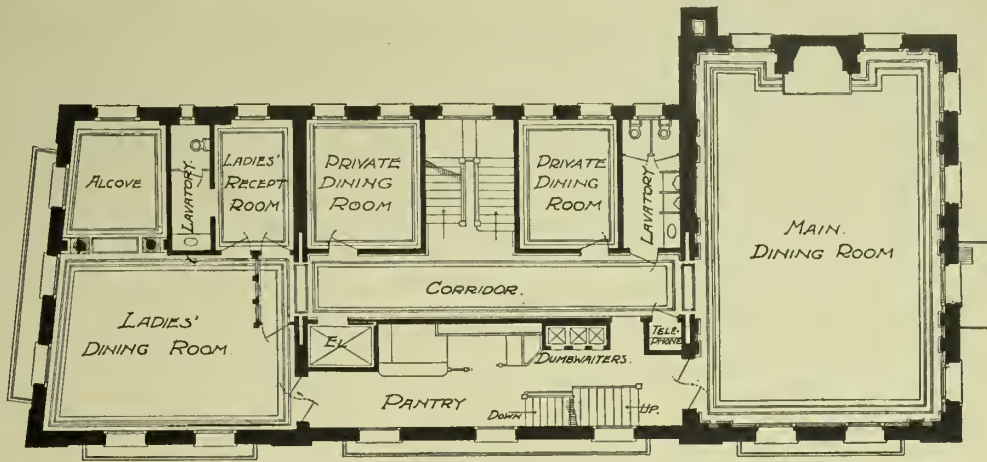 ALCOVE
LAVATORY.
LADIES'
RECEPT
ROOM
PRIVATE
DINING
ROOM
PRIVATE
DINING
ROOM
LAVATORY
MAIN.
DINING ROOM
CORRIDOR.
LADIES'
DINING ROOM.
EL.
DUMBWAITERS.
TELE-
PHONE
PANTRY
DOWN
UP.